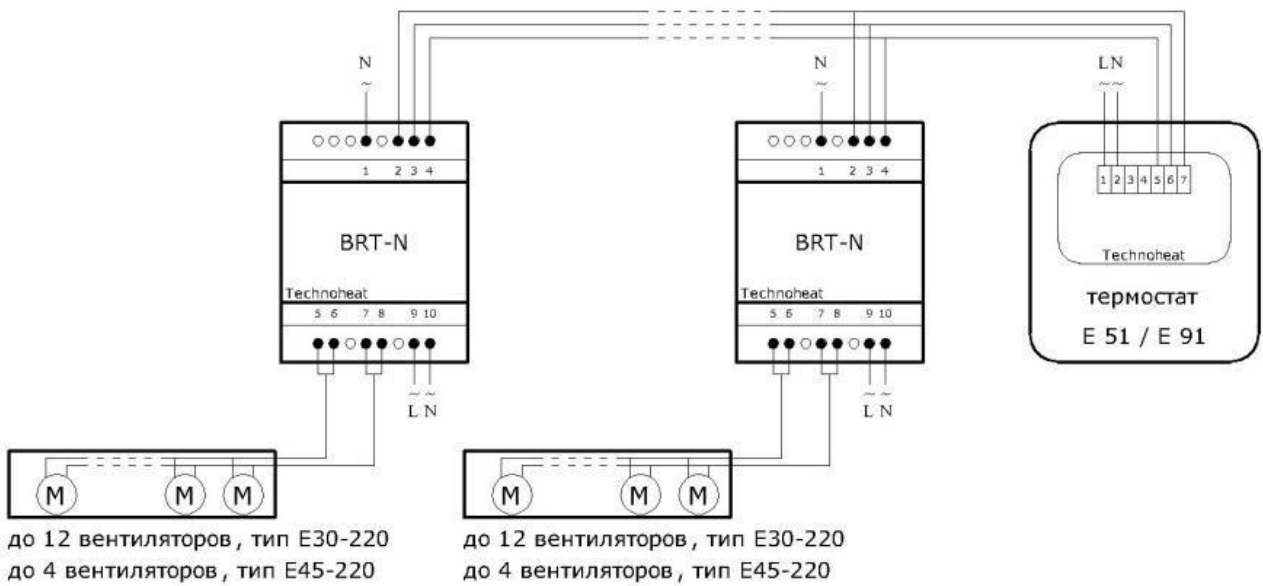 N N L N
~ ~ ~ ~
1 2 3 4 1 2 3 4 1 2 3 4 5 6 7
BRT-N BRT-N
Technoheat
термостат
E 51 / E 91
Technoheat Technoheat
5 6 7 8 9 10 5 6 7 8 9 10
~ ~ ~ ~
L N L N
M M M M M M
до 12 вентиляторов, тип E30-220 до 12 вентиляторов, тип E30-220
до 4 вентиляторов, тип E45-220 до 4 вентиляторов, тип E45-220